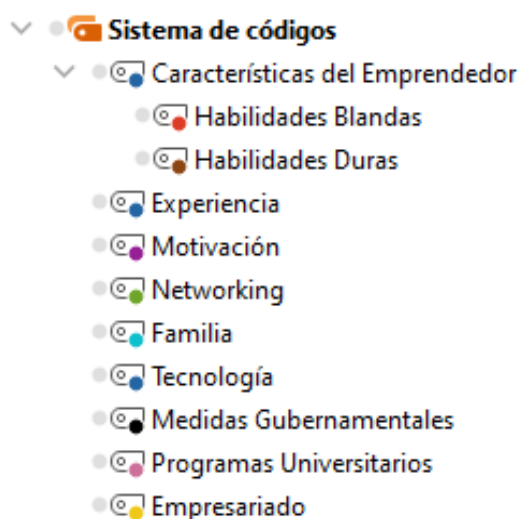 Sistema de códigos
Características del Emprendedor
Habilidades Blandas
Habilidades Duras
Experiencia
Motivación
Networking
Familia
Tecnología
Medidas Gubernamentales
Programas Universitarios
Empresariado